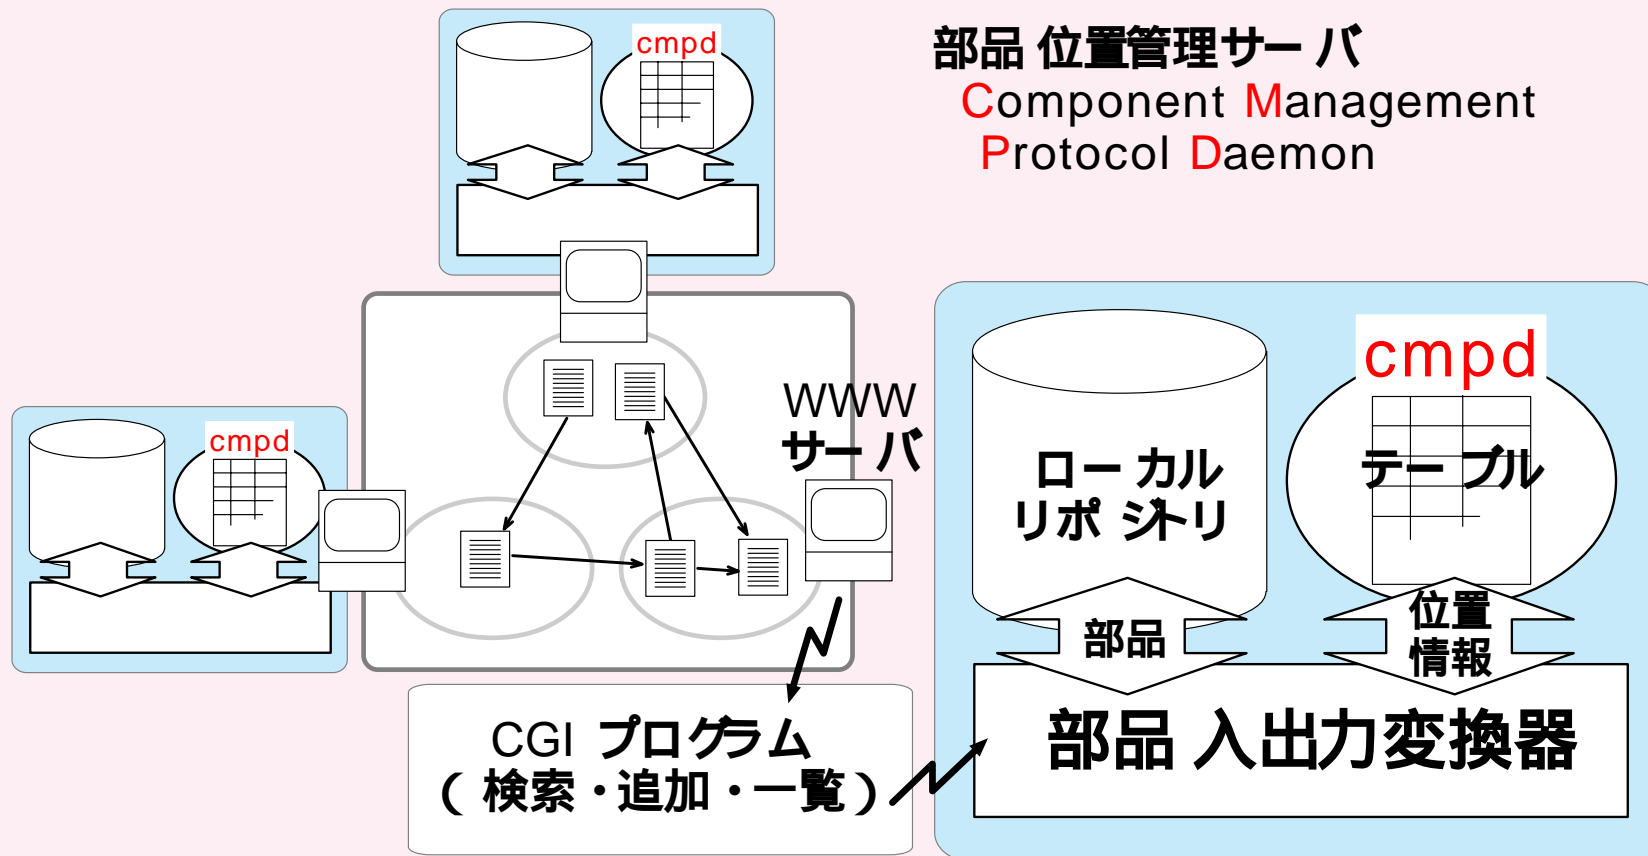 cmpd
部品位置管理サーバ
Component Management
Protocol Daemon
cmpd
WWW
サーバ
cmpd
ローカル
リポジトリ
テーブル
部品
位置
情報
部品入出力変換器
CGI プログラム
(検索・追加・一覧)